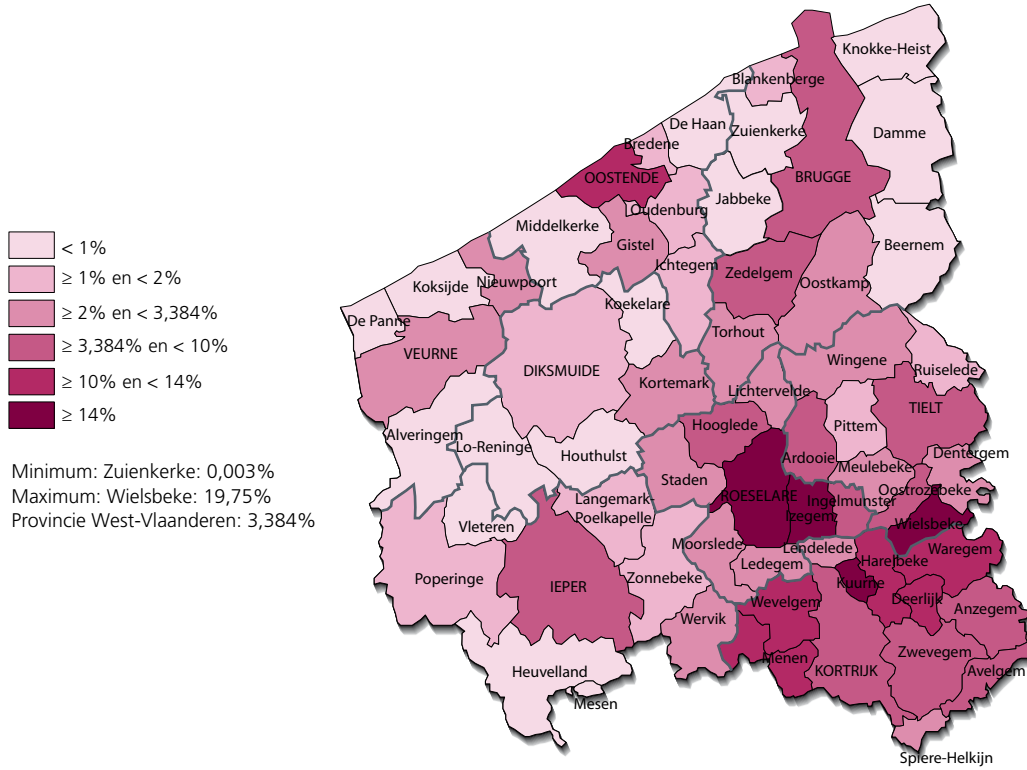 Knokke-Heist
Blankenberge
De Haan
Zuienkerke
Damme
Bredene
OOSTENDE
BRUGGE
Jabbeke
Oudenburg
Middelkerke
Gistel
Beernem
< 1%
≥ 1% en < 2%
≥ 2% en < 3,384%
≥ 3,384% en < 10%
≥ 10% en < 14%
≥ 14%
Ichtegem
Zedelgem
Oostkamp
Koksijde
Nieuwpoort
Koekelare
De Panne
Torhout
VEURNE
Wingene
DIKSMUIDE
Ruiselede
Kortemark
Lichtervelde
TIELT
Hooglede
Pittem
Alveringem
Lo-Reninge
Houthulst
Ardooie
Dentergem
Meulebeke
Staden
Minimum: Zuienkerke: 0,003%
Maximum: Wielsbeke: 19,75%
Provincie West-Vlaanderen: 3,384%
ROESELARE
Ingelmunster
Oostrozebeke
Izegem
Langemark-
Poelkapelle
Vleteren
Wielsbeke
Moorslede
Lendelede
Waregem
Ledegem
Harelbeke
Poperinge
IEPER
Zonnebeke
Kuurne
Deerlijk
Wevelgem
Anzegem
Wervik
Zwevegem
Menen
KORTRIJK
Avelgem
Heuvelland
Mesen
Spiere-Helkijn